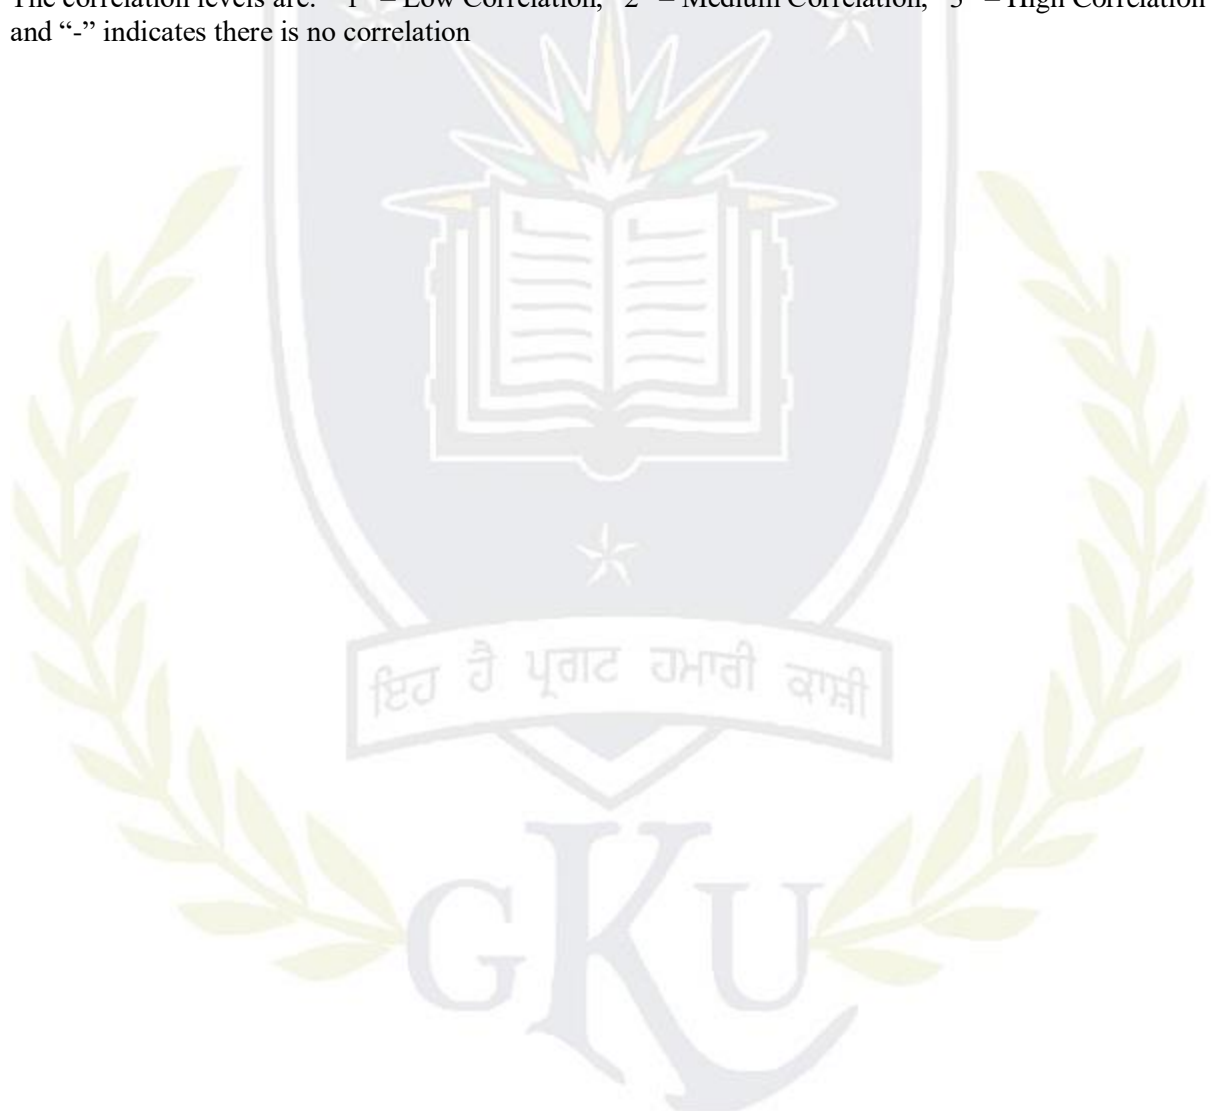 The correlation levels are: “1” – Low Correlation, “2” – Medium Correlation, “3” – High Correlation
and “-” indicates there is no correlation
ਇਹ ਹੈ ਪ੍ਰਗਟ ਹਮਾਰੀ ਕਾਸ਼ੀ
GKU